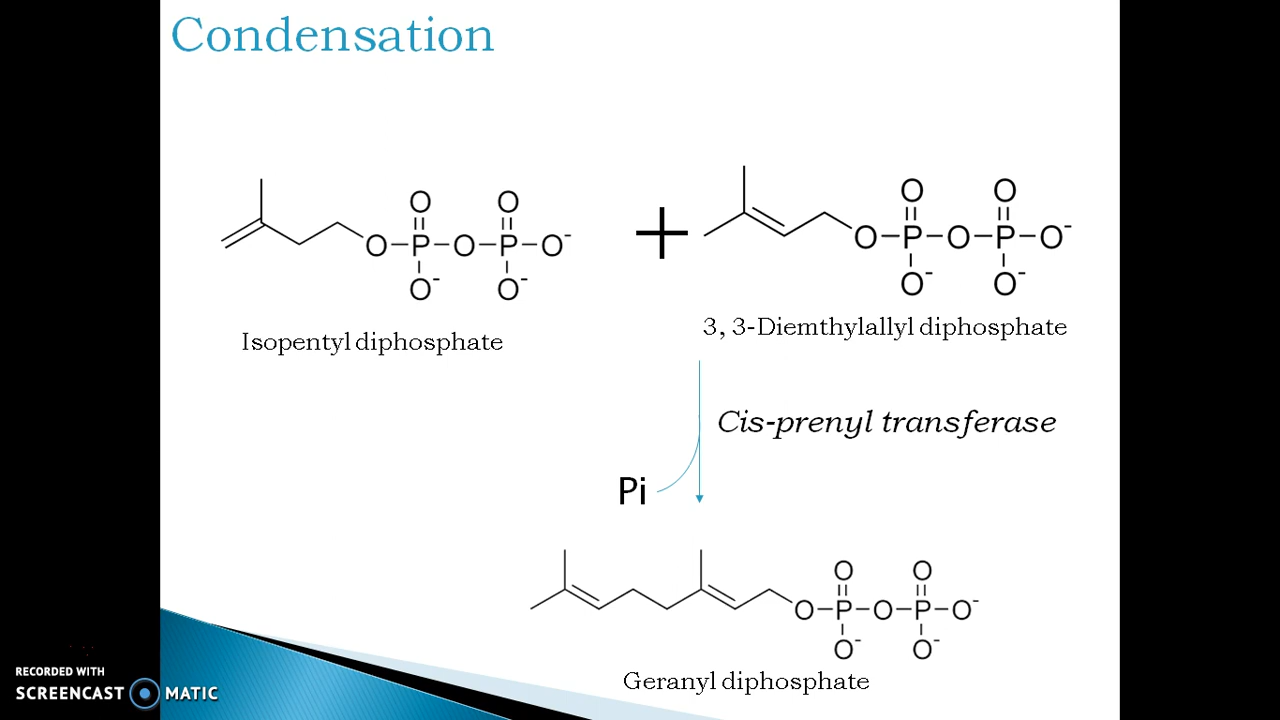 Condensation
O O
O-P-O-P-O-
O- O-
+
O O
O-P-O-P-O-
O- O-
Isopentyl diphosphate
3, 3-Diemthylallyl diphosphate
Cis-prenyl transferase
Pi
O O
O-P-O-P-O-
O- O-
Geranyl diphosphate
RECORDED WITH
SCREENCAST MATIC